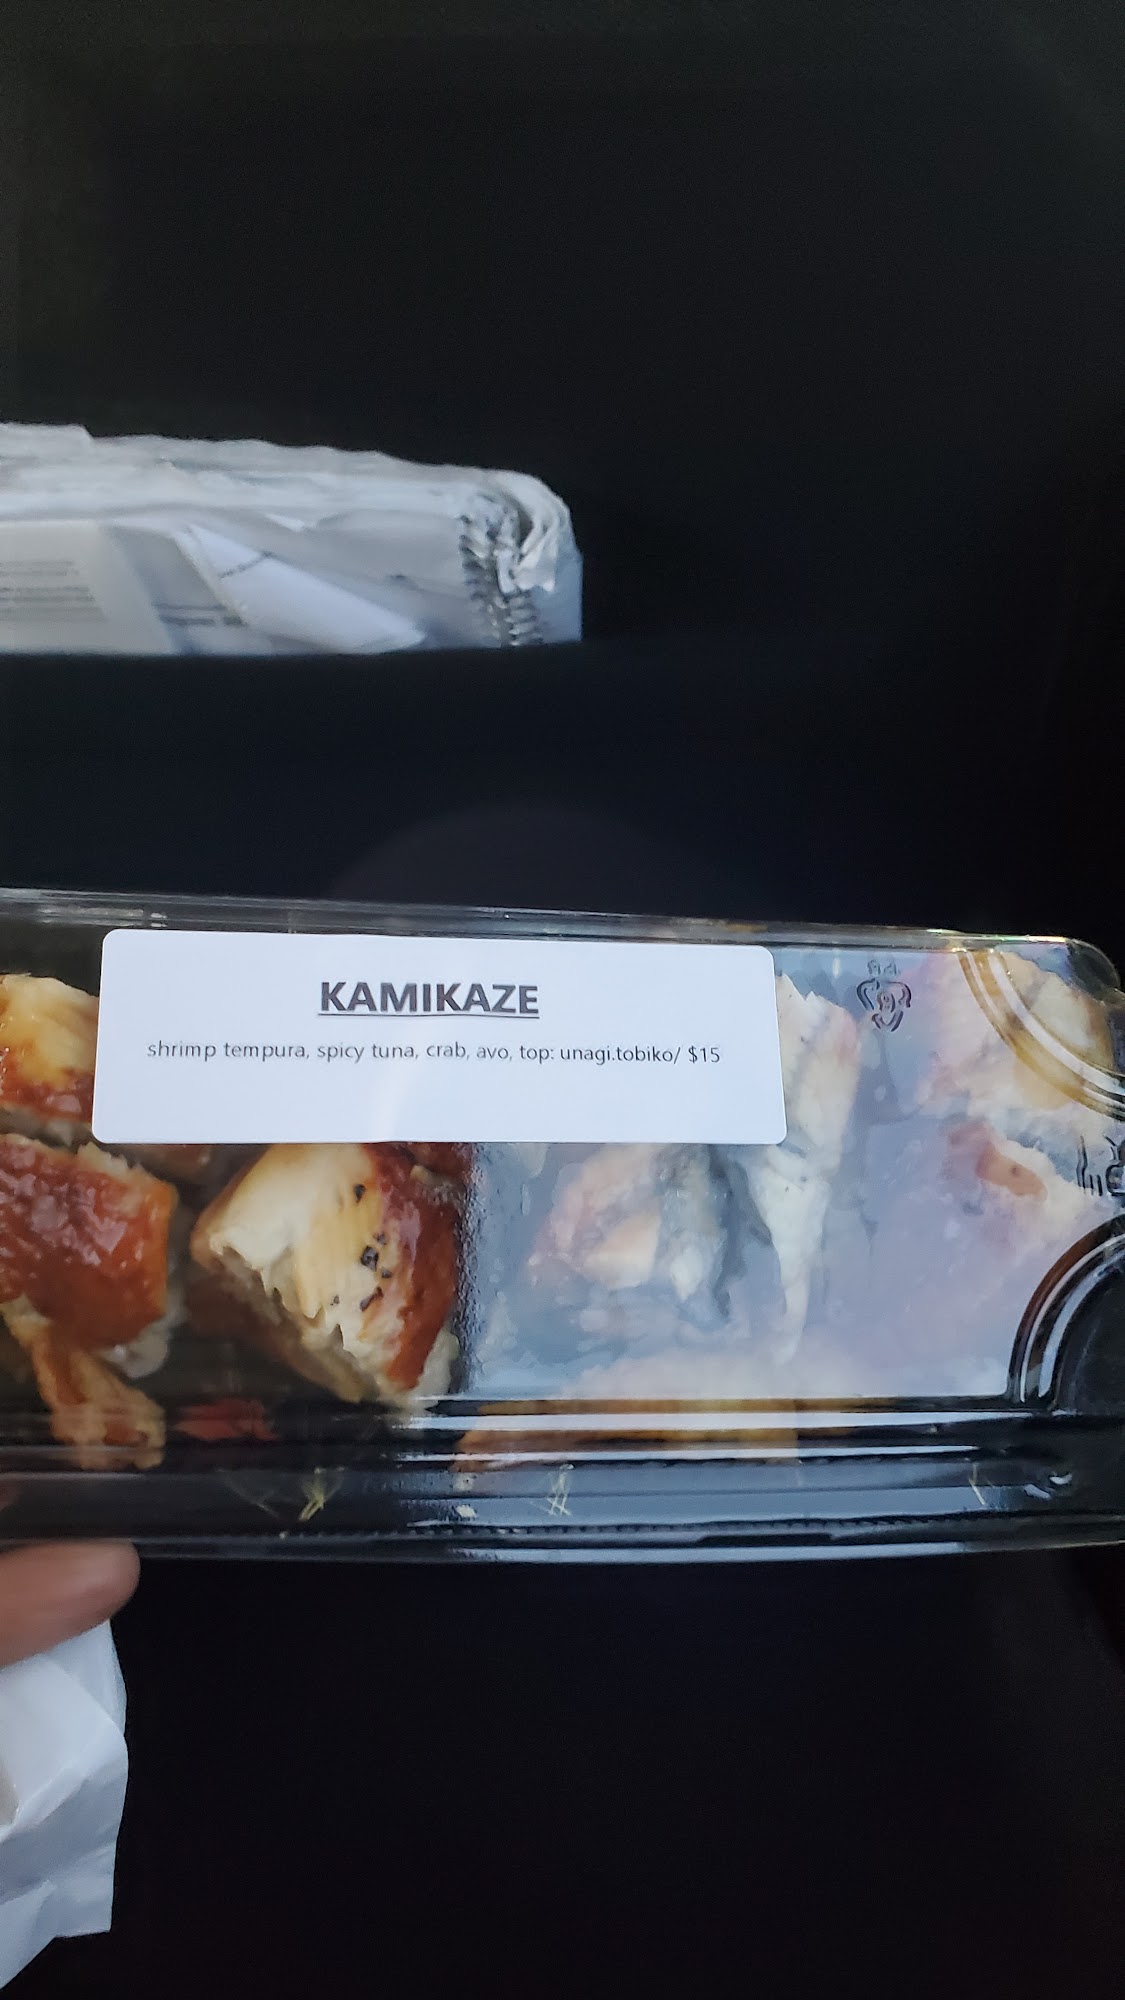 KAMIKAZE
shrimp tempura, spicy tuna, crab, avo, top: unagi.tobiko/ $15